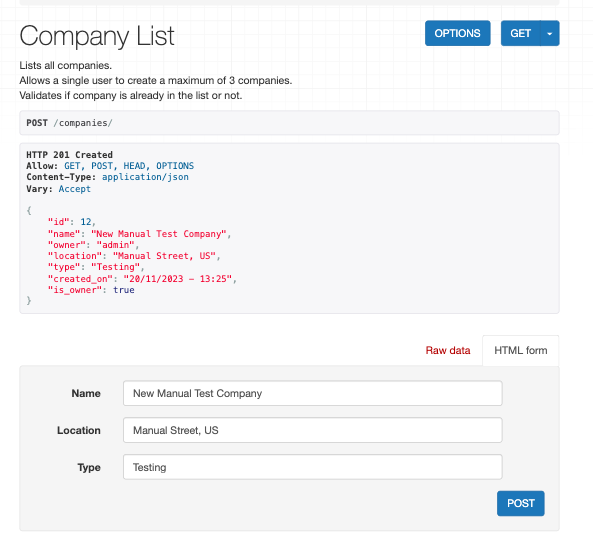 Company List
OPTIONS
GET
Lists all companies.
Allows a single user to create a maximum of 3 companies.
Validates if company is already in the list or not.
POST /companies/
HTTP 201 Created
Allow: GET, POST, HEAD, OPTIONS
Content-Type: application/json
Vary: Accept
{
    "id": 12,
    "name": "New Manual Test Company",
    "owner": "admin",
    "location": "Manual Street, US",
    "type": "Testing",
    "created_on": "20/11/2023 - 13:25",
    "is_owner": true
}
Raw data
HTML form
Name
New Manual Test Company
Location
Manual Street, US
Type
Testing
POST